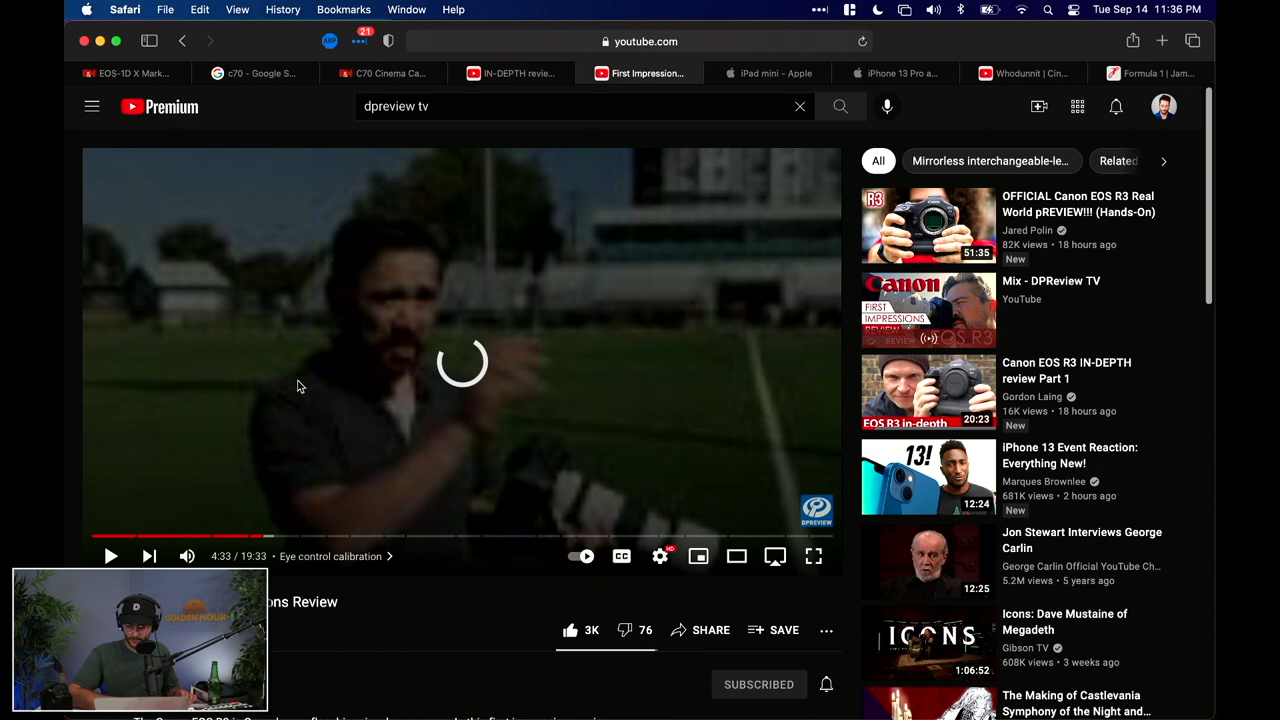 Safari File Edit View History Bookmarks Window Help
Tue Sep 14 11:36 PM
ABP 21 youtube.com
EOS-1D X Mark... c70 - Google S... C70 Cinema Ca... IN-DEPTH revie... First Impression... iPad mini - Apple iPhone 13 Pro a... Whodunnit | Cin... Formula 1 | Jam...
Premium
dpreview tv
All Mirrorless interchangeable-le... Related
R3
51:35
OFFICIAL Canon EOS R3 Real
World pREVIEW!!! (Hands-On)
Jared Polin
82K views • 18 hours ago
New
Canon
FIRST
IMPRESSIONS
REVIEW
EOS R3
Mix - DPReview TV
YouTube
EOS R3 in-depth
20:23
Canon EOS R3 IN-DEPTH
review Part 1
Gordon Laing
16K views • 18 hours ago
New
13!
12:24
iPhone 13 Event Reaction:
Everything New!
Marques Brownlee
681K views • 2 hours ago
New
12:25
Jon Stewart Interviews George
Carlin
George Carlin Official YouTube Ch...
5.2M views • 5 years ago
ICONS
1:06:52
Icons: Dave Mustaine of
Megadeth
Gibson TV
608K views • 3 weeks ago
The Making of Castlevania
Symphony of the Night and...
DPREVIEW
4:33 / 19:33 • Eye control calibration
CC HD
ons Review
3K 76 SHARE SAVE
SUBSCRIBED
GOLDEN HOUR
D